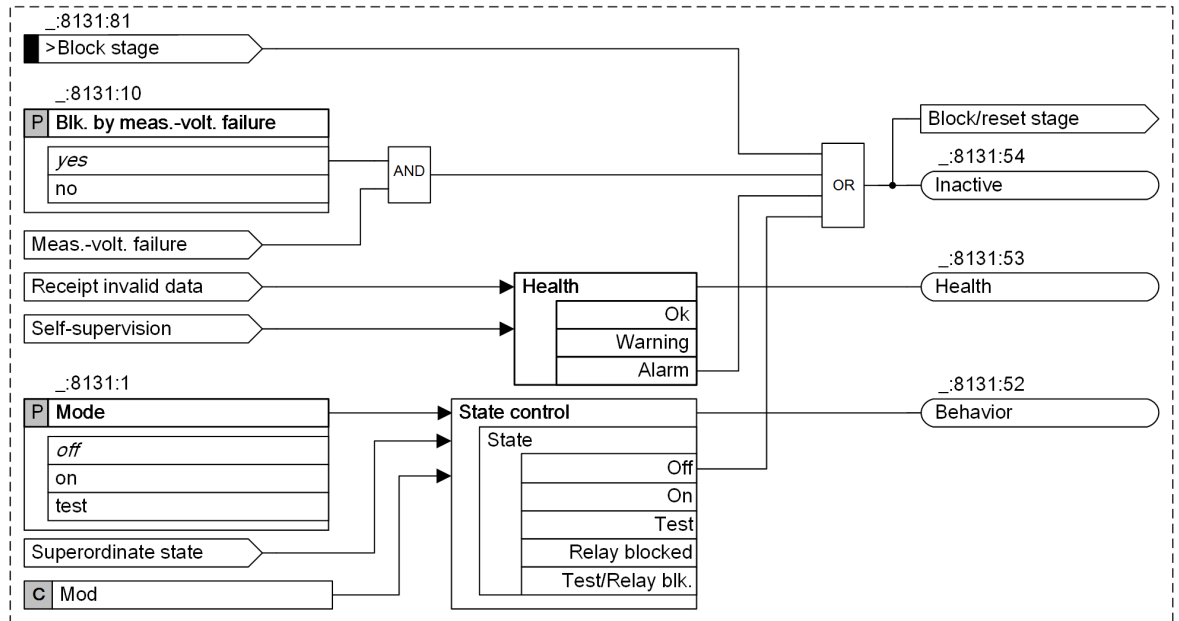 _:8131:81
>Block stage
_:8131:10
P Blk. by meas.-volt. failure
yes
no
AND
Meas.-volt. failure
Receipt invalid data
Self-supervision
Health
Ok
Warning
Alarm
OR
Block/reset stage
_:8131:54
Inactive
_:8131:53
Health
_:8131:1
P Mode
off
on
test
Superordinate state
C Mod
State control
State
Off
On
Test
Relay blocked
Test/Relay blk.
_:8131:52
Behavior